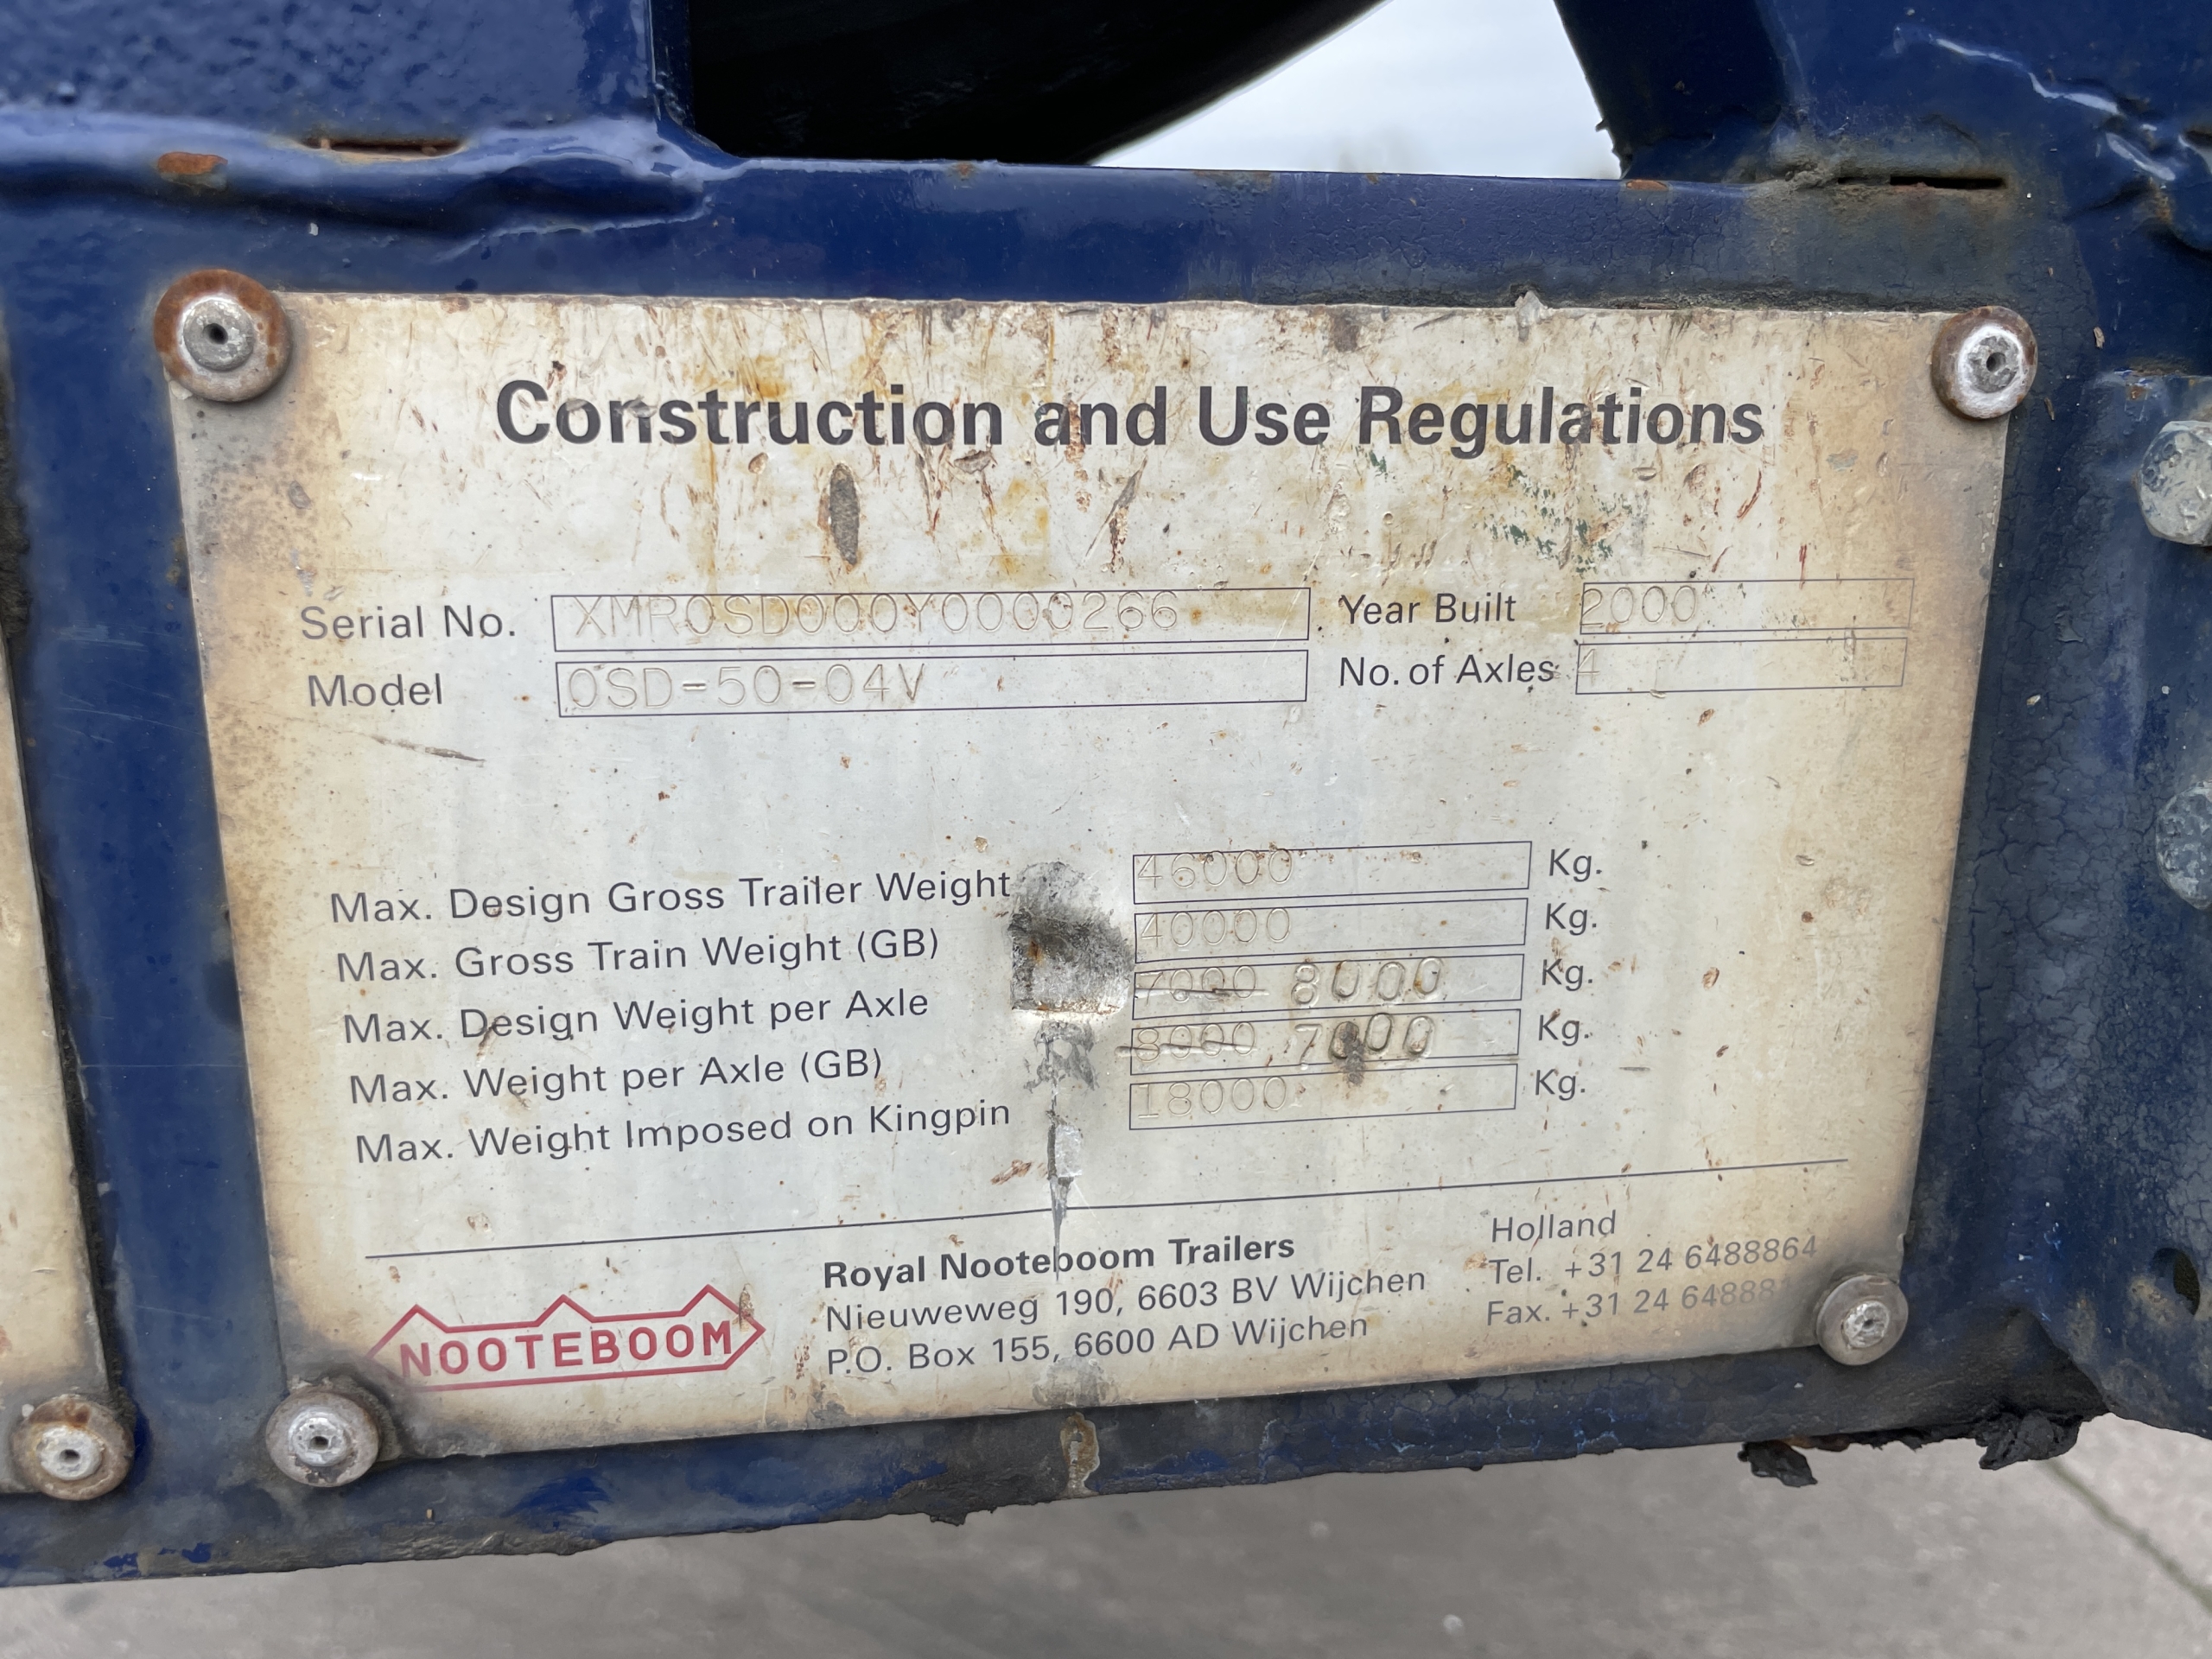 Construction and Use Regulations
Serial No. XMR0SD000Y0000266 Year Built 2000
Model OSD-50-04V No. of Axles 4
Max. Design Gross Trailer Weight 46000 Kg.
Max. Gross Train Weight (GB) 40000 Kg.
Max. Design Weight per Axle 7000 8000 Kg.
Max. Weight per Axle (GB) 8000 7000 Kg.
Max. Weight Imposed on Kingpin 18000 Kg.
NOOTEBOOM
Royal Nooteboom Trailers
Nieuweweg 190, 6603 BV Wijchen
P.O. Box 155, 6600 AD Wijchen
Holland
Tel. +31 24 6488864
Fax. +31 24